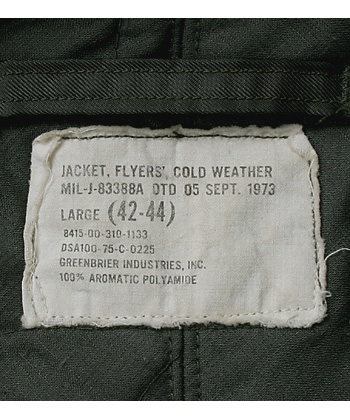 JACKET, FLYERS', COLD WEATHER
MIL-J-83388A DTD 05 SEPT. 1973
LARGE (42-44)
8415-00-310-1133
DSA100-75-C-0225
GREENBRIER INDUSTRIES, INC.
100% AROMATIC POLYAMIDE